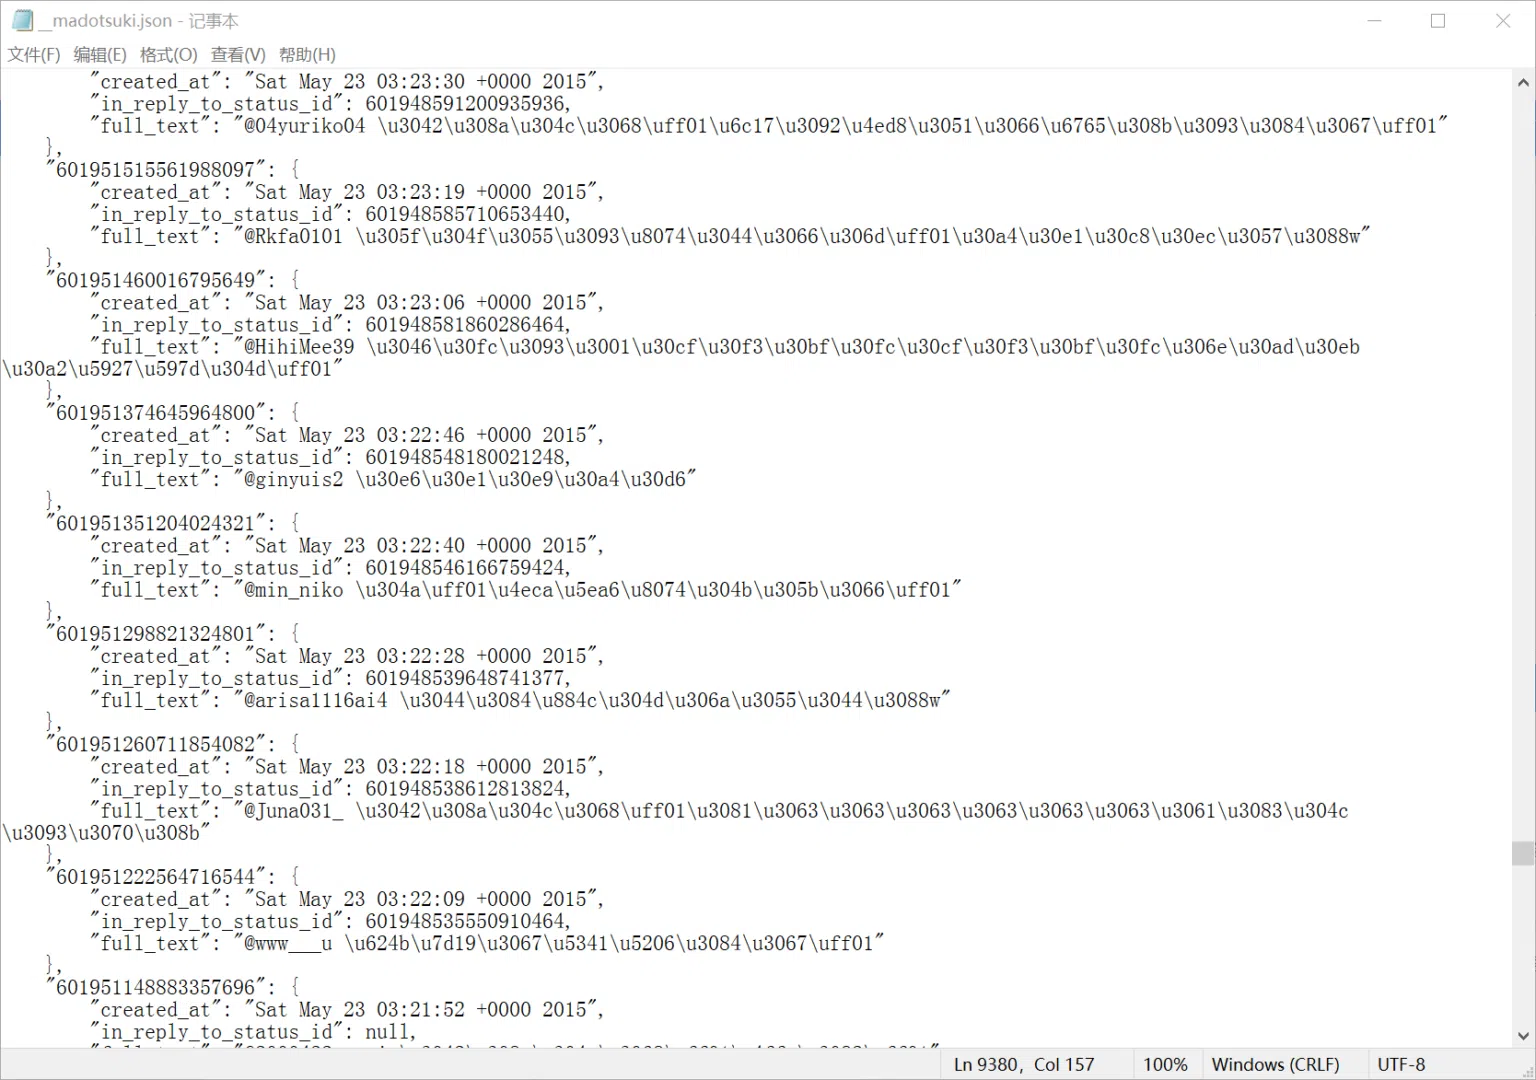 __madotsuki.json - 记事本
文件(F) 编辑(E) 格式(O) 查看(V) 帮助(H)
"created_at": "Sat May 23 03:23:30 +0000 2015",
"in_reply_to_status_id": 601948591200935936,
"full_text": "@04yuriko04 \u3042\u308a\u304c\u3068\uff01\u6c17\u3092\u4ed8\u3051\u3066\u6765\u308b\u3093\u3084\u3067\uff01"
},
"601951515561988097": {
"created_at": "Sat May 23 03:23:19 +0000 2015",
"in_reply_to_status_id": 601948585710653440,
"full_text": "@Rkfa0101 \u305f\u304f\u3055\u3093\u8074\u3044\u3066\u306d\uff01\u30a4\u30e1\u30c8\u30ec\u3057\u3088w"
},
"601951460016795649": {
"created_at": "Sat May 23 03:23:06 +0000 2015",
"in_reply_to_status_id": 601948581860286464,
"full_text": "@HihiMee39 \u3046\u30fc\u3093\u3001\u30cf\u30f3\u30bf\u30fc\u30cf\u30f3\u30bf\u30fc\u306e\u30ad\u30eb
\u30a2\u5927\u597d\u304d\uff01"
},
"601951374645964800": {
"created_at": "Sat May 23 03:22:46 +0000 2015",
"in_reply_to_status_id": 601948548180021248,
"full_text": "@ginyuis2 \u30e6\u30e1\u30e9\u30a4\u30d6"
},
"601951351204024321": {
"created_at": "Sat May 23 03:22:40 +0000 2015",
"in_reply_to_status_id": 601948546166759424,
"full_text": "@min_niko \u304a\uff01\u4eca\u5ea6\u8074\u304b\u305b\u3066\uff01"
},
"601951298821324801": {
"created_at": "Sat May 23 03:22:28 +0000 2015",
"in_reply_to_status_id": 601948539648741377,
"full_text": "@arisa1116ai4 \u3044\u3084\u884c\u304d\u306a\u3055\u3044\u3088w"
},
"601951260711854082": {
"created_at": "Sat May 23 03:22:18 +0000 2015",
"in_reply_to_status_id": 601948538612813824,
"full_text": "@Juna031_ \u3042\u308a\u304c\u3068\uff01\u3081\u3063\u3063\u3063\u3063\u3063\u3063\u3061\u3083\u304c
\u3093\u3070\u308b"
},
"601951222564716544": {
"created_at": "Sat May 23 03:22:09 +0000 2015",
"in_reply_to_status_id": 601948535550910464,
"full_text": "@www___u \u624b\u7d19\u3067\u5341\u5206\u3084\u3067\uff01"
},
"601951148883357696": {
"created_at": "Sat May 23 03:21:52 +0000 2015",
"in_reply_to_status_id": null,
Ln 9380, Col 157 100% Windows (CRLF) UTF-8